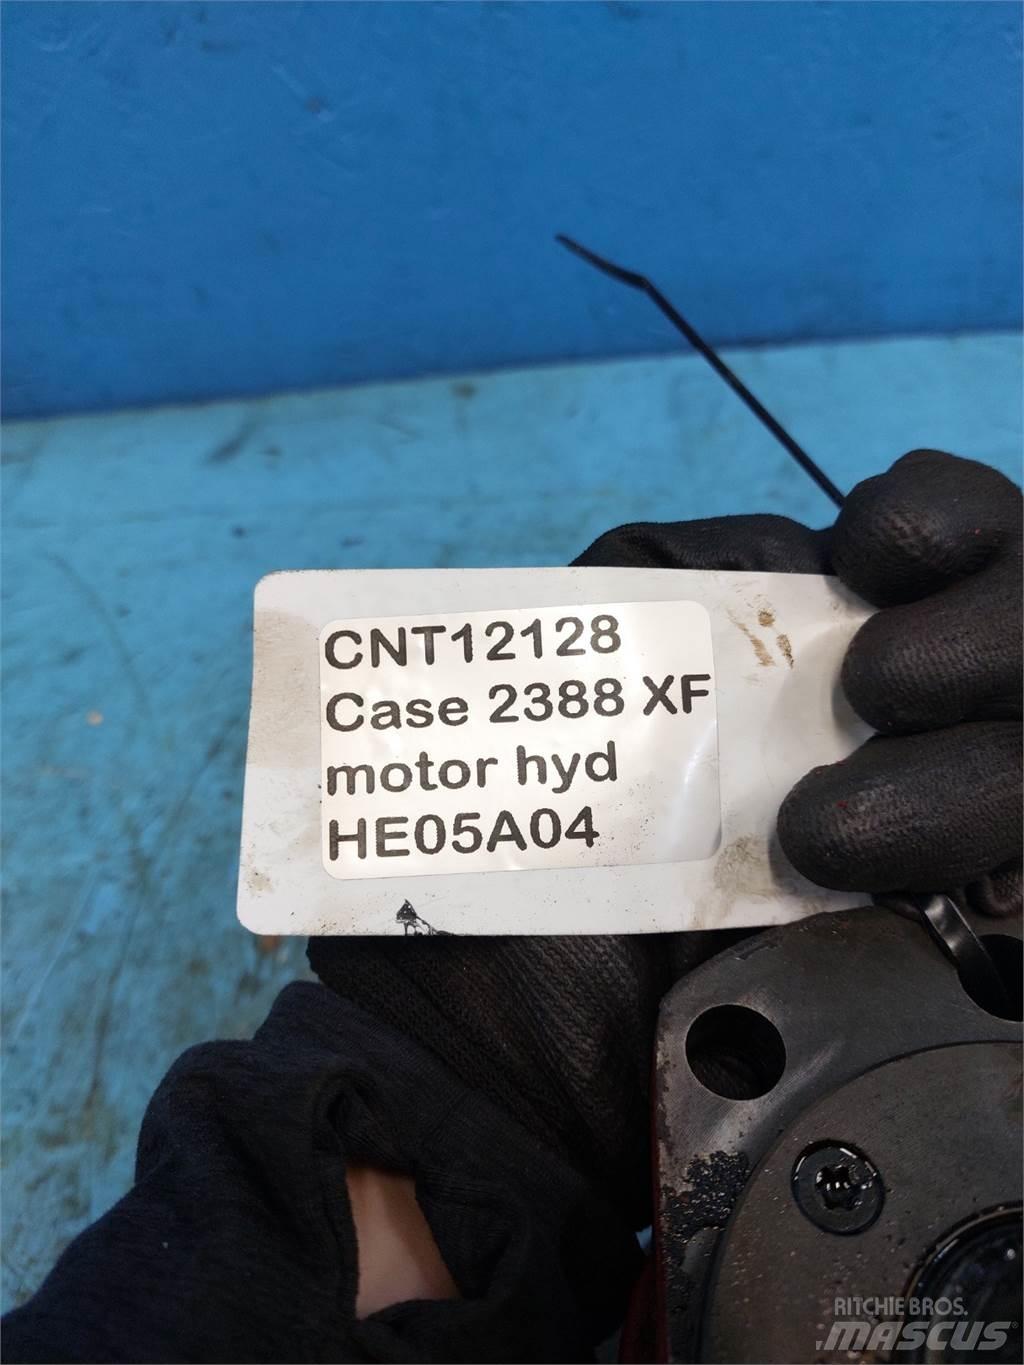 CNT12128
Case 2388 XF
motor hyd
HE05A04
RITCHIE BROS.
MASCUS